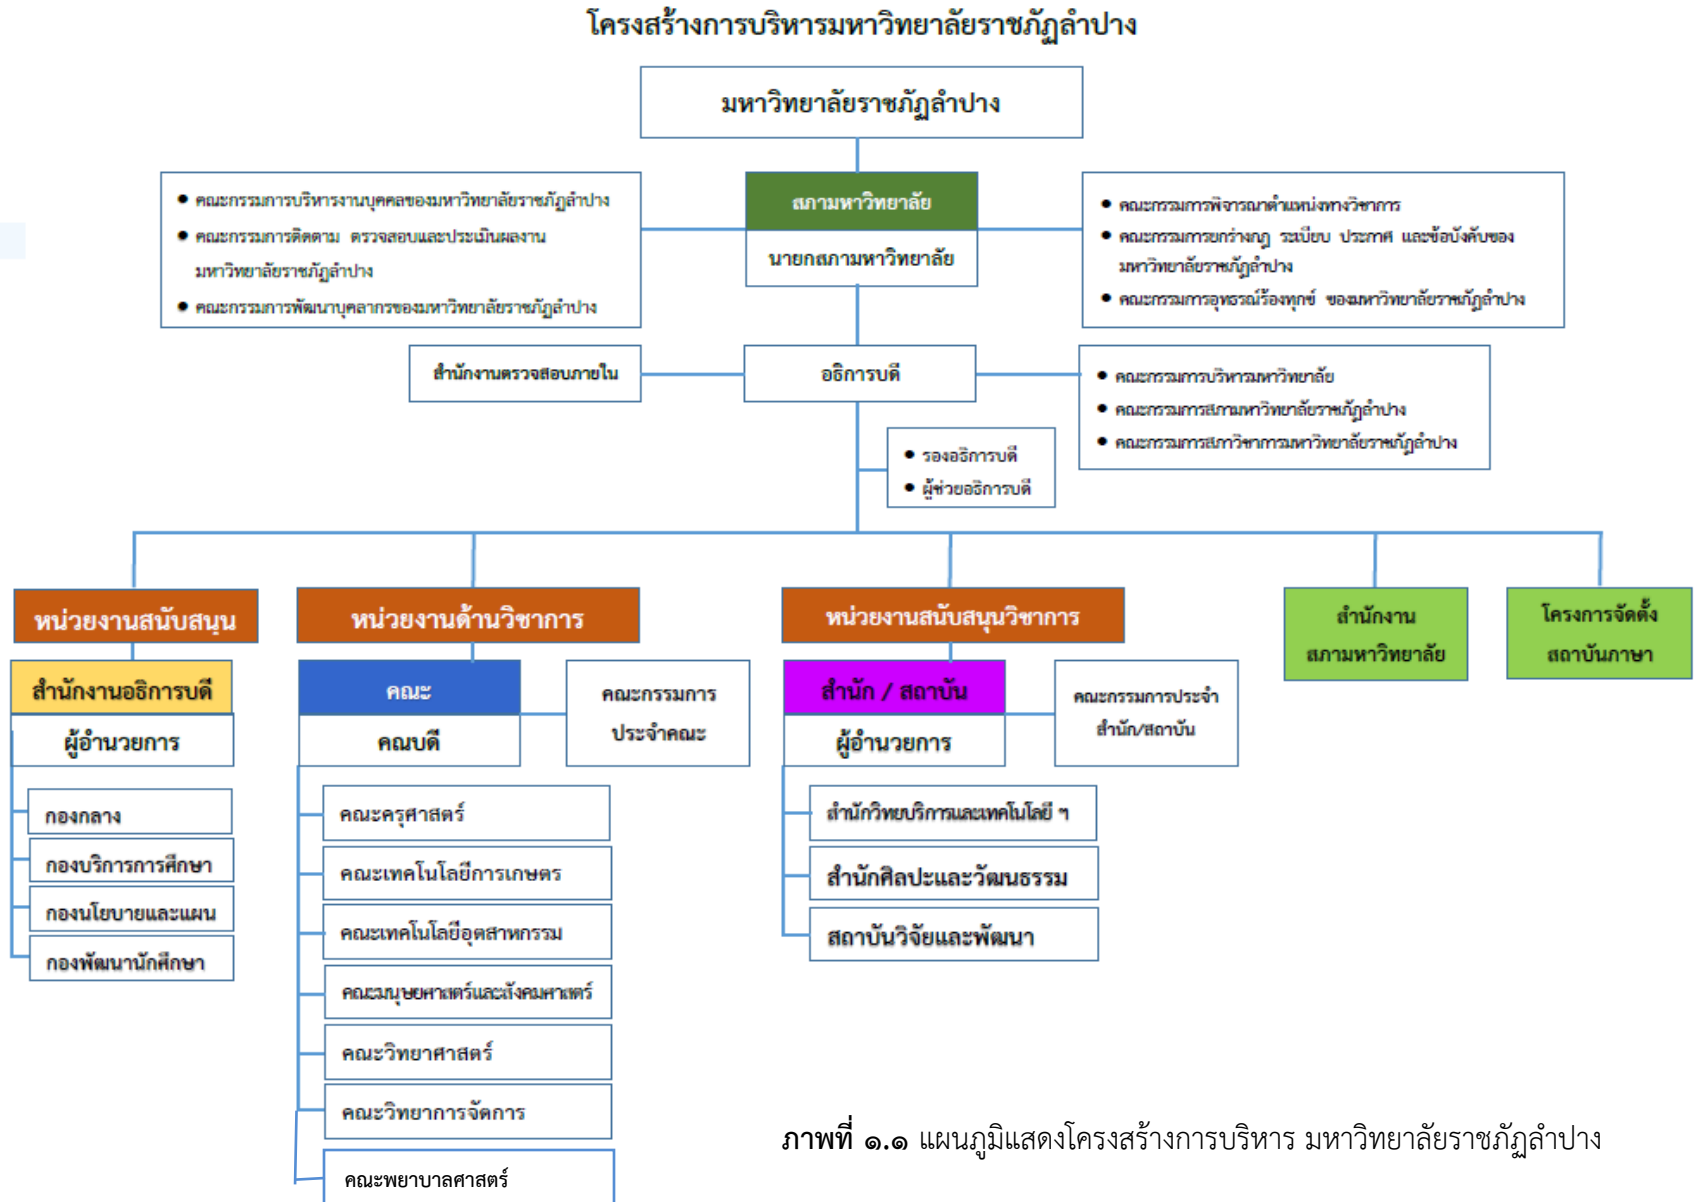 โครงสร้างการบริหารมหาวิทยาลัยราชภัฏลำปาง
มหาวิทยาลัยราชภัฏลำปาง
สภามหาวิทยาลัย
นายกสภามหาวิทยาลัย
● คณะกรรมการบริหารงานบุคคลของมหาวิทยาลัยราชภัฏลำปาง
● คณะกรรมการติดตาม ตรวจสอบและประเมินผลงาน
มหาวิทยาลัยราชภัฏลำปาง
● คณะกรรมการพัฒนาบุคลากรของมหาวิทยาลัยราชภัฏลำปาง
● คณะกรรมการพิจารณาตำแหน่งทางวิชาการ
● คณะกรรมการยกร่างกฎ ระเบียบ ประกาศ และข้อบังคับของ
มหาวิทยาลัยราชภัฏลำปาง
● คณะกรรมการอุทธรณ์ร้องทุกข์ ของมหาวิทยาลัยราชภัฏลำปาง
สำนักงานตรวจสอบภายใน
อธิการบดี
● คณะกรรมการบริหารมหาวิทยาลัย
● คณะกรรมการสภามหาวิทยาลัยราชภัฏลำปาง
● คณะกรรมการสภาวิชาการมหาวิทยาลัยราชภัฏลำปาง
● รองอธิการบดี
● ผู้ช่วยอธิการบดี
หน่วยงานสนับสนุน
สำนักงานอธิการบดี
ผู้อำนวยการ
กองกลาง
กองบริการการศึกษา
กองนโยบายและแผน
กองพัฒนานักศึกษา
หน่วยงานด้านวิชาการ
คณะ
คณบดี
คณะกรรมการ
ประจำคณะ
คณะครุศาสตร์
คณะเทคโนโลยีการเกษตร
คณะเทคโนโลยีอุตสาหกรรม
คณะมนุษยศาสตร์และสังคมศาสตร์
คณะวิทยาศาสตร์
คณะวิทยาการจัดการ
คณะพยาบาลศาสตร์
หน่วยงานสนับสนุนวิชาการ
สำนัก / สถาบัน
ผู้อำนวยการ
คณะกรรมการประจำ
สำนัก/สถาบัน
สำนักวิทยบริการและเทคโนโลยี ฯ
สำนักศิลปะและวัฒนธรรม
สถาบันวิจัยและพัฒนา
สำนักงาน
สภามหาวิทยาลัย
โครงการจัดตั้ง
สถาบันภาษา
ภาพที่ ๑.๑ แผนภูมิแสดงโครงสร้างการบริหาร มหาวิทยาลัยราชภัฏลำปาง